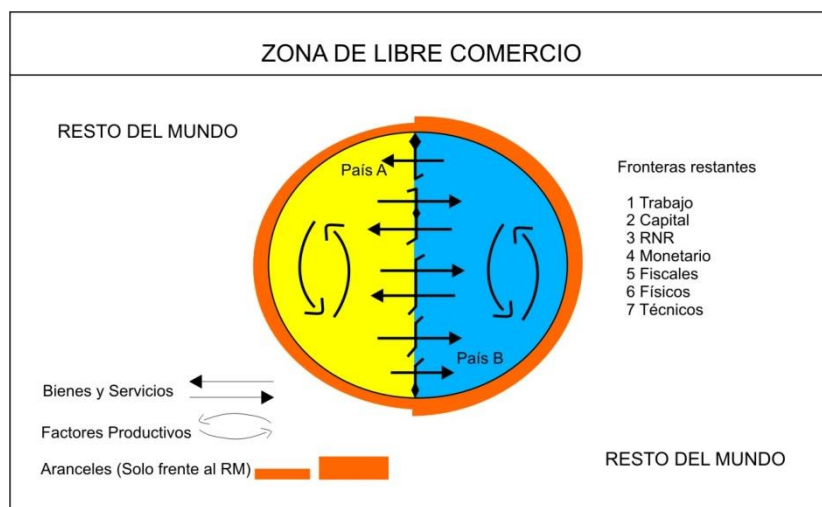 ZONA DE LIBRE COMERCIO
RESTO DEL MUNDO
País A
Fronteras restantes
1 Trabajo
2 Capital
3 RNR
4 Monetario
5 Fiscales
6 Físicos
7 Técnicos
País B
Bienes y Servicios
Factores Productivos
Aranceles (Solo frente al RM)
RESTO DEL MUNDO